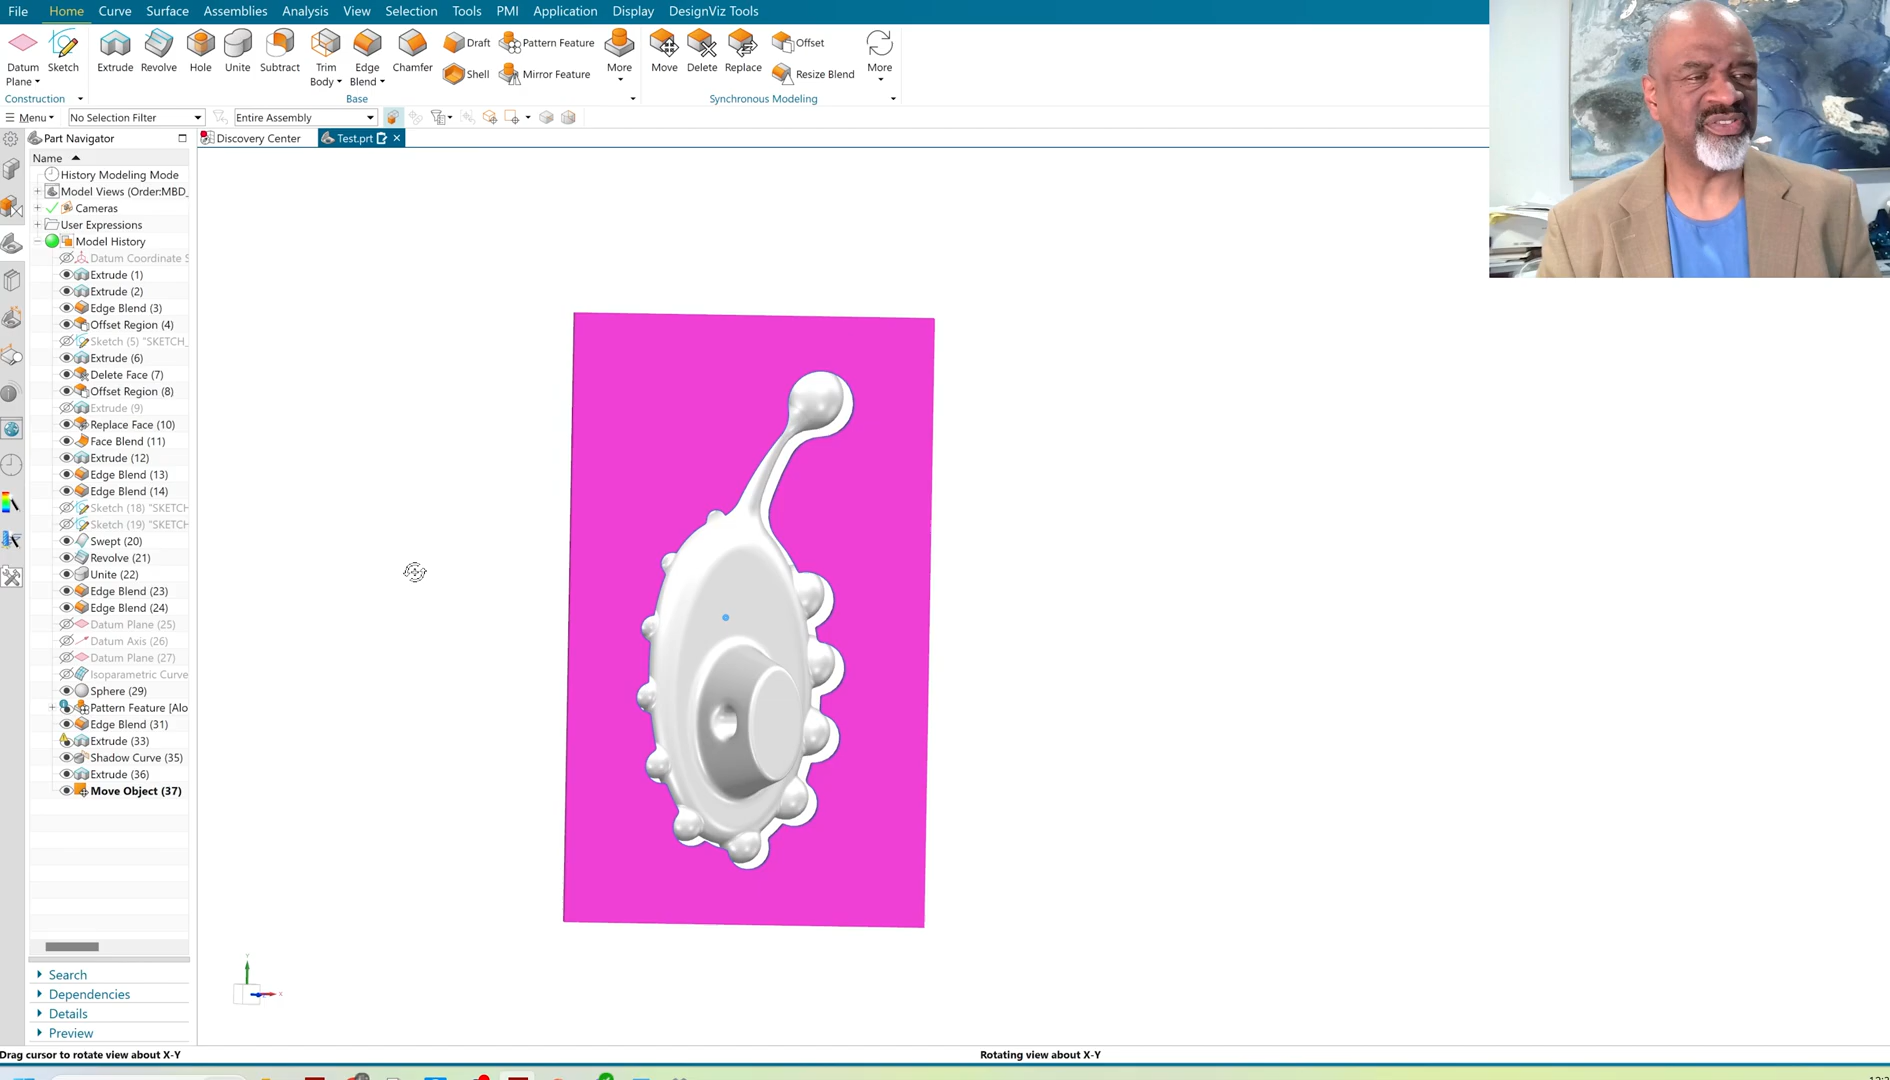 File Home Curve Surface Assemblies Analysis View Selection Tools PMI Application Display DesignViz Tools
Datum Plane Sketch Extrude Revolve Hole Unite Subtract Trim Body Edge Blend Chamfer Draft Shell Pattern Feature Mirror Feature More Move Delete Replace Offset Resize Blend More
Construction Base Synchronous Modeling
Menu No Selection Filter Entire Assembly
Part Navigator Discovery Center Test.prt
Name
History Modeling Mode
Model Views (Order:MBD_
Cameras
User Expressions
Model History
Datum Coordinate S
Extrude (1)
Extrude (2)
Edge Blend (3)
Offset Region (4)
Sketch (5) "SKETCH_
Extrude (6)
Delete Face (7)
Offset Region (8)
Extrude (9)
Replace Face (10)
Face Blend (11)
Extrude (12)
Edge Blend (13)
Edge Blend (14)
Sketch (18) "SKETCH
Sketch (19) "SKETCH
Swept (20)
Revolve (21)
Unite (22)
Edge Blend (23)
Edge Blend (24)
Datum Plane (25)
Datum Axis (26)
Datum Plane (27)
Isoparametric Curve
Sphere (29)
Pattern Feature [Alo
Edge Blend (31)
Extrude (33)
Shadow Curve (35)
Extrude (36)
Move Object (37)
Y
X
Search
Dependencies
Details
Preview
Drag cursor to rotate view about X-Y Rotating view about X-Y